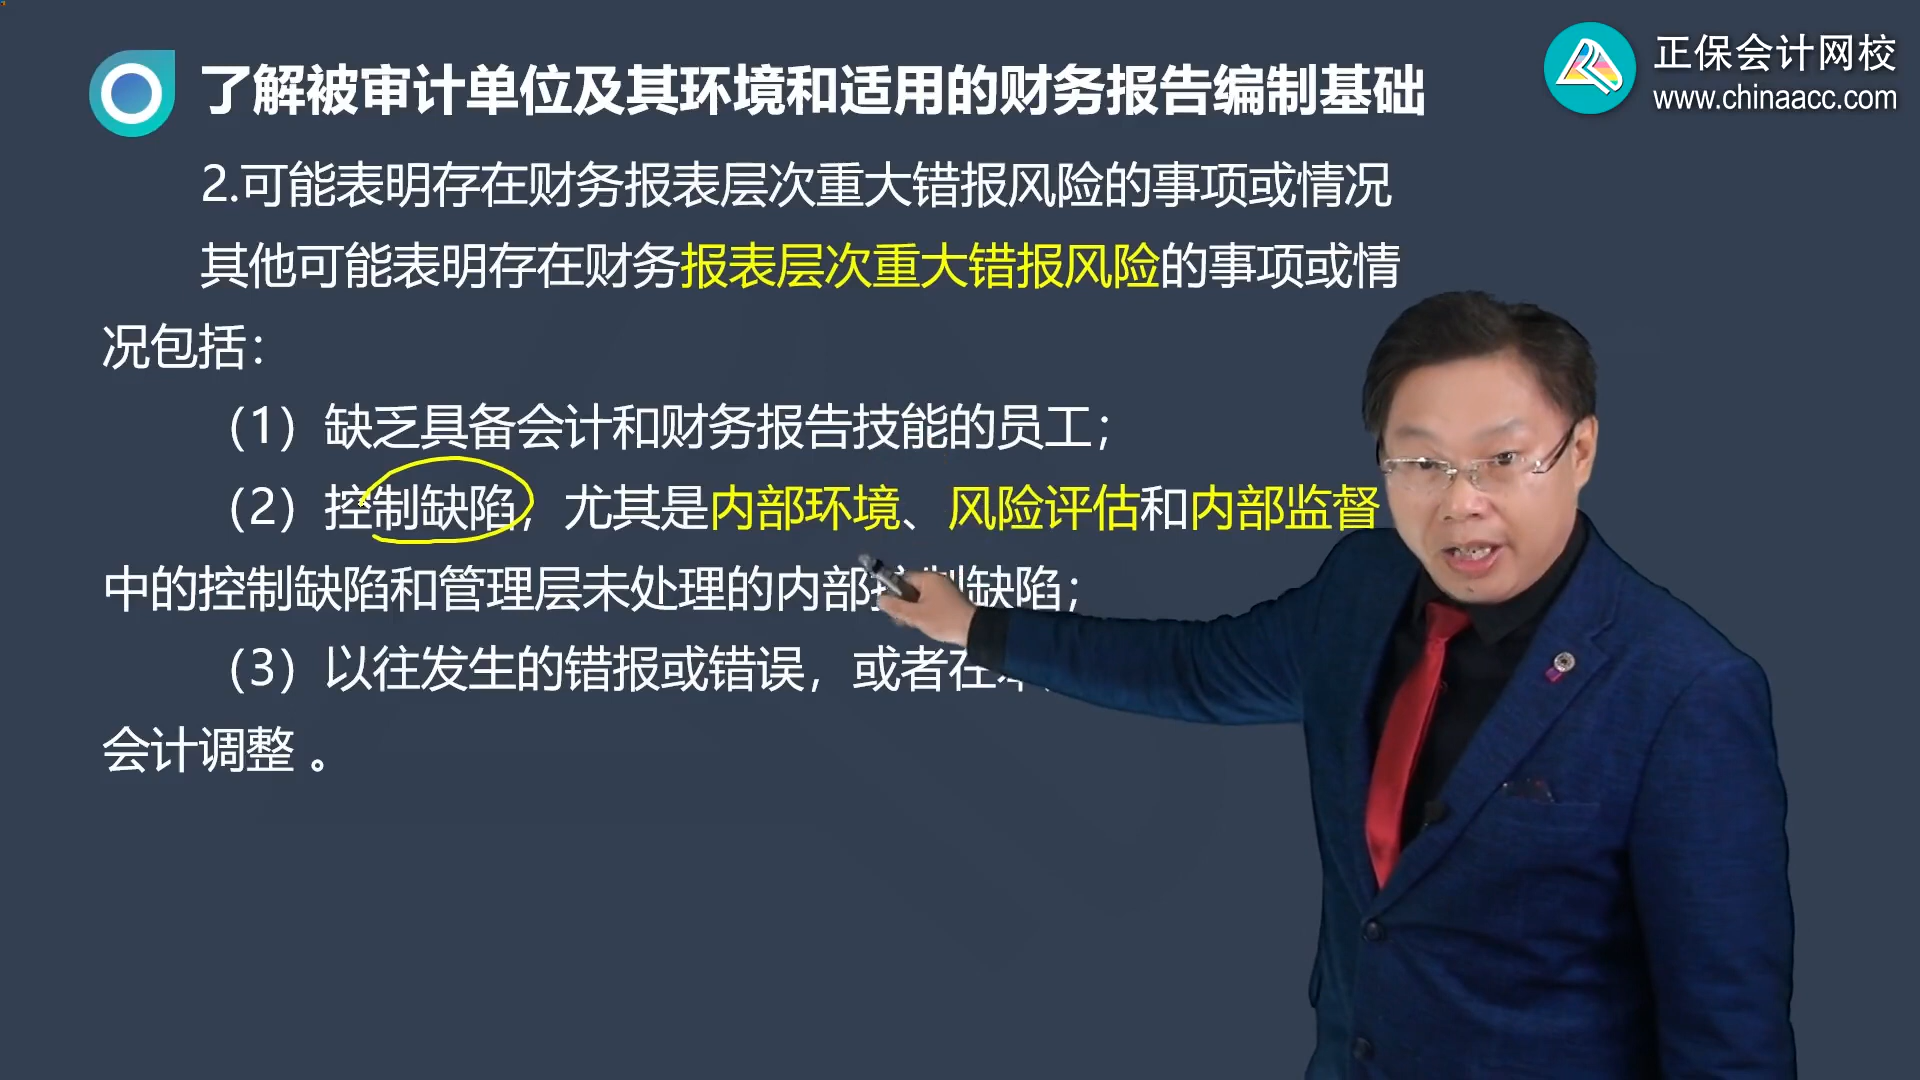 正保会计网校
www.chinaacc.com
了解被审计单位及其环境和适用的财务报告编制基础
2.可能表明存在财务报表层次重大错报风险的事项或情况
其他可能表明存在财务报表层次重大错报风险的事项或情
况包括：
（1）缺乏具备会计和财务报告技能的员工；
（2）控制缺陷，尤其是内部环境、风险评估和内部监督
中的控制缺陷和管理层未处理的内部控制缺陷；
（3）以往发生的错报或错误，或者在本
会计调整 。